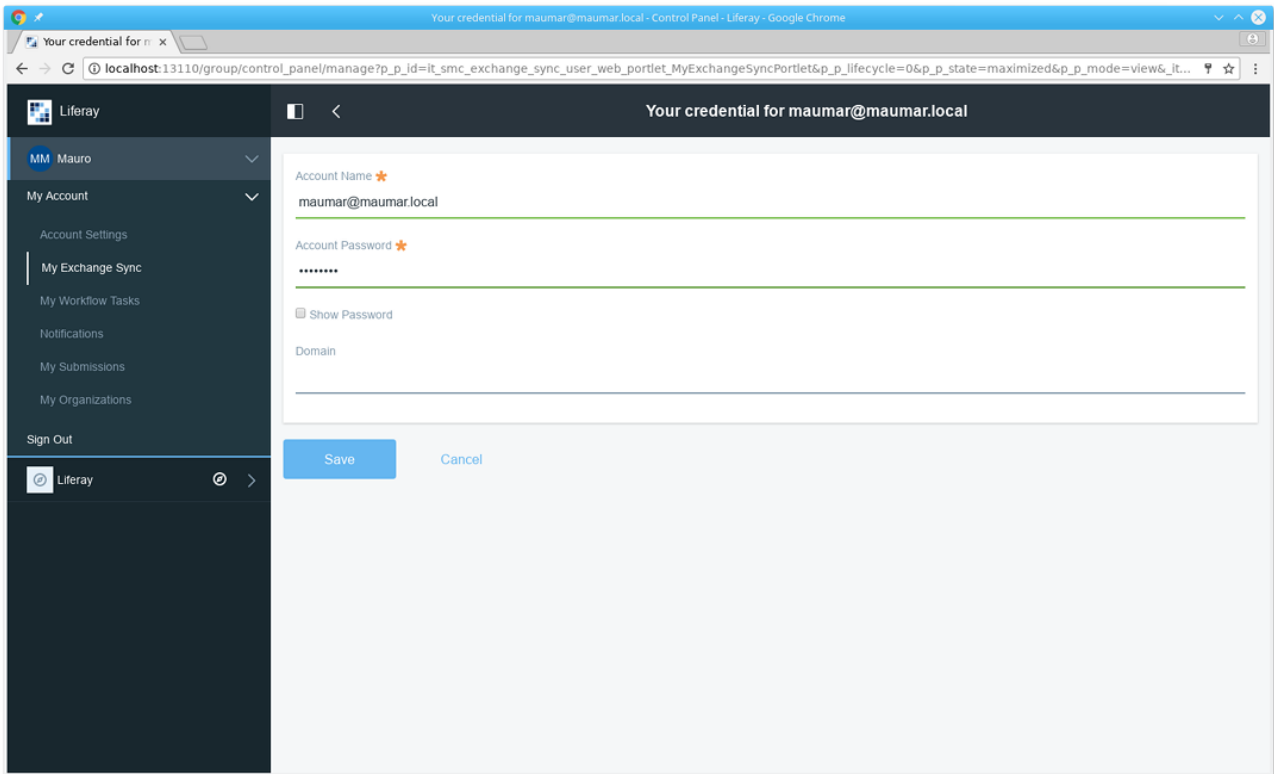 Your credential for maumar@maumar.local - Control Panel - Liferay - Google Chrome
Your credential for m
localhost:13110/group/control_panel/manage?p_p_id=it_smc_exchange_sync_user_web_portlet_MyExchangeSyncPortlet&p_p_lifecycle=0&p_p_state=maximized&p_p_mode=view&_it...
Liferay
Your credential for maumar@maumar.local
MM Mauro
My Account
Account Settings
My Exchange Sync
My Workflow Tasks
Notifications
My Submissions
My Organizations
Sign Out
Liferay
Account Name
maumar@maumar.local
Account Password
••••••••
Show Password
Domain
Save
Cancel